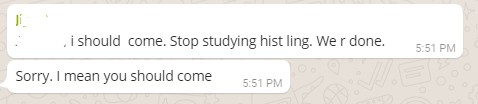 , i should come. Stop studying hist ling. We r done.
5:51 PM
Sorry. I mean you should come
5:51 PM